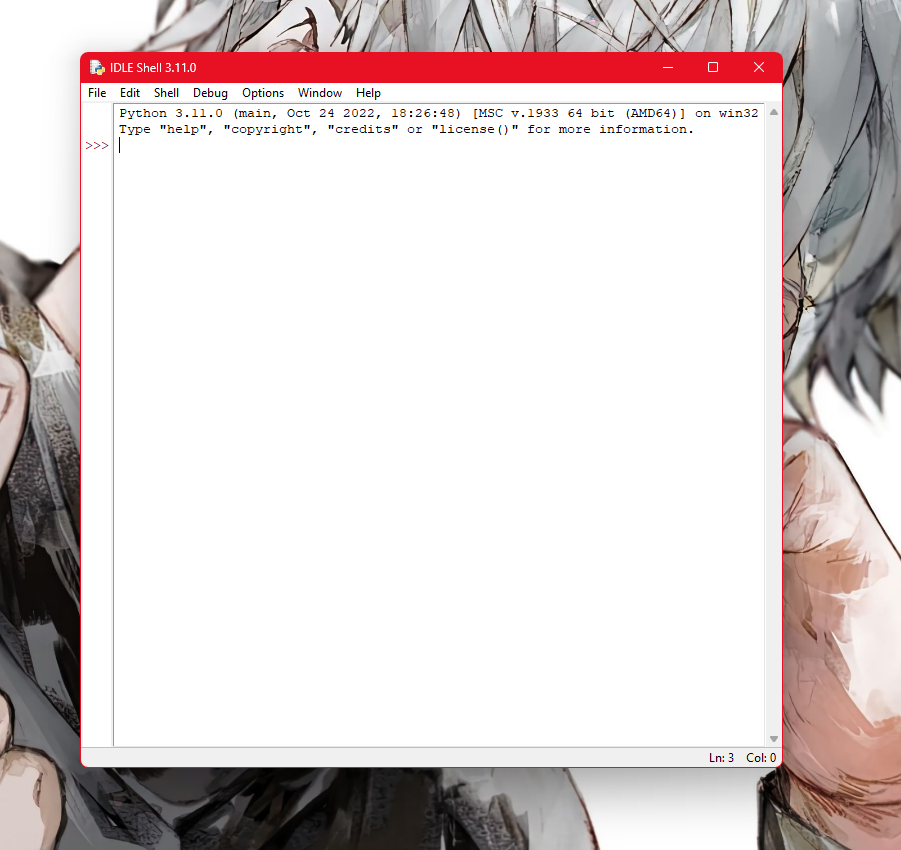 IDLE Shell 3.11.0
File Edit Shell Debug Options Window Help
Python 3.11.0 (main, Oct 24 2022, 18:26:48) [MSC v.1933 64 bit (AMD64)] on win32
Type "help", "copyright", "credits" or "license()" for more information.
>>>
Ln: 3 Col: 0